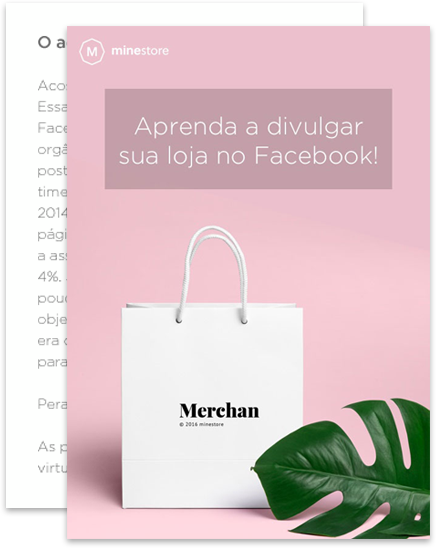 minestore
Aprenda a divulgar
sua loja no Facebook!
Merchan
© 2016 minestore
O
Acos
Essa
Face
orgâ
post
time
2014
pági
a as
4%.
pouc
obje
era
para
Pera
As p
virtu